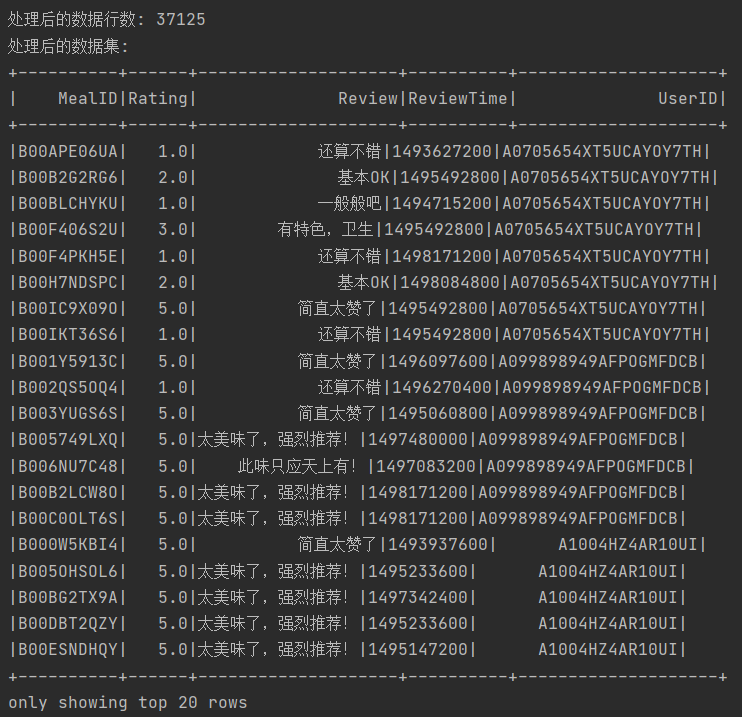 处理后的数据行数: 37125
处理后的数据集:
+----------+------+--------------------+----------+--------------------+
|    MealID|Rating|              Review|ReviewTime|              UserID|
+----------+------+--------------------+----------+--------------------+
|B00APE06UA|   1.0|            还算不错|1493627200|A0705654XT5UCAYOY7TH|
|B00B2G2RG6|   2.0|              基本OK|1495492800|A0705654XT5UCAYOY7TH|
|B00BLCHYKU|   1.0|            一般般吧|1494715200|A0705654XT5UCAYOY7TH|
|B00F406S2U|   3.0|        有特色，卫生|1495492800|A0705654XT5UCAYOY7TH|
|B00F4PKH5E|   1.0|            还算不错|1498171200|A0705654XT5UCAYOY7TH|
|B00H7NDSPC|   2.0|              基本OK|1498084800|A0705654XT5UCAYOY7TH|
|B00IC9X09O|   5.0|          简直太赞了|1495492800|A0705654XT5UCAYOY7TH|
|B00IKT36S6|   1.0|            还算不错|1495492800|A0705654XT5UCAYOY7TH|
|B001Y5913C|   5.0|          简直太赞了|1496097600|A099898949AFPOGMFDCB|
|B002QS5OQ4|   1.0|            还算不错|1496270400|A099898949AFPOGMFDCB|
|B003YUGS6S|   5.0|          简直太赞了|1495060800|A099898949AFPOGMFDCB|
|B005749LXQ|   5.0|太美味了，强烈推荐！|1497480000|A099898949AFPOGMFDCB|
|B006NU7C48|   5.0|    此味只应天上有！|1497083200|A099898949AFPOGMFDCB|
|B00B2LCW8O|   5.0|太美味了，强烈推荐！|1498171200|A099898949AFPOGMFDCB|
|B00C0OLT6S|   5.0|太美味了，强烈推荐！|1498171200|A099898949AFPOGMFDCB|
|B000W5KBI4|   5.0|          简直太赞了|1493937600|      A1004HZ4AR10UI|
|B005OHSOL6|   5.0|太美味了，强烈推荐！|1495233600|      A1004HZ4AR10UI|
|B00BG2TX9A|   5.0|太美味了，强烈推荐！|1497342400|      A1004HZ4AR10UI|
|B00DBT2QZY|   5.0|太美味了，强烈推荐！|1495233600|      A1004HZ4AR10UI|
|B00ESNDHQY|   5.0|太美味了，强烈推荐！|1495147200|      A1004HZ4AR10UI|
+----------+------+--------------------+----------+--------------------+
only showing top 20 rows